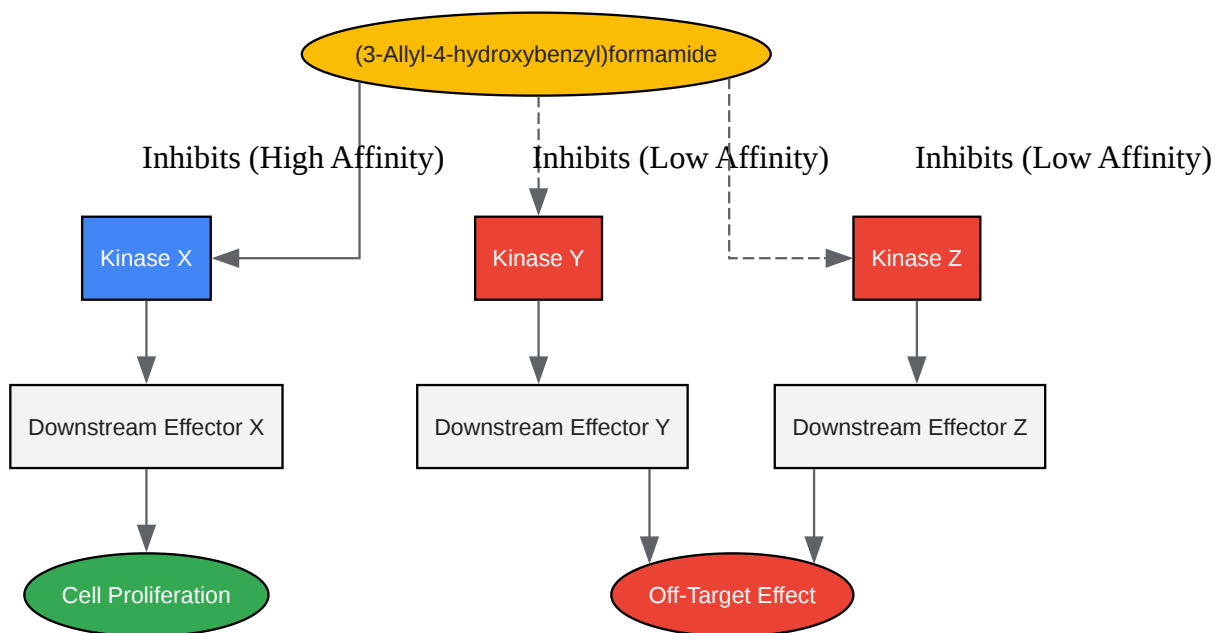 (3-Allyl-4-hydroxybenzyl)formamide
Inhibits (High Affinity)
Inhibits (Low Affinity)
Inhibits (Low Affinity)
Kinase X
Kinase Y
Kinase Z
Downstream Effector X
Downstream Effector Y
Downstream Effector Z
Cell Proliferation
Off-Target Effect